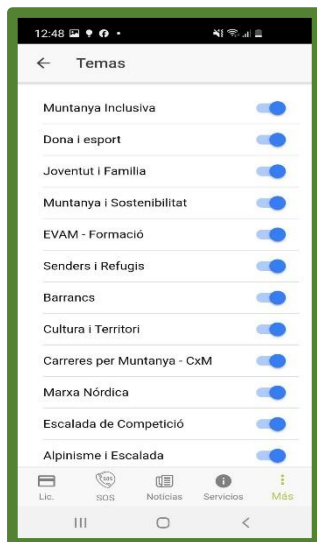 12:48
Temas
Muntanya Inclusiva
Dona i esport
Joventut i Familia
Muntanya i Sostenibilitat
EVAM - Formació
Senders i Refugis
Barrancs
Cultura i Territori
Carreres per Muntanya - CxM
Marxa Nórdica
Escalada de Competició
Alpinisme i Escalada
Lic. SOS Noticias Servicios Más